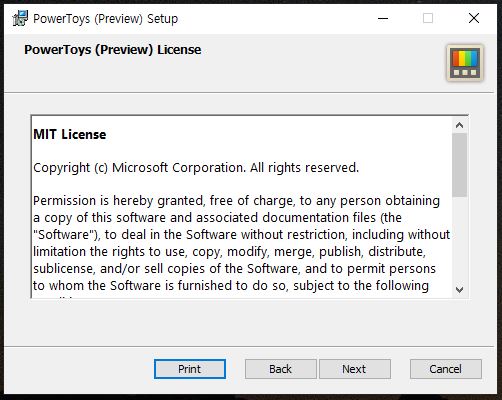 PowerToys (Preview) Setup
PowerToys (Preview) License
MIT License
Copyright (c) Microsoft Corporation. All rights reserved.
Permission is hereby granted, free of charge, to any person obtaining
a copy of this software and associated documentation files (the
"Software"), to deal in the Software without restriction, including without
limitation the rights to use, copy, modify, merge, publish, distribute,
sublicense, and/or sell copies of the Software, and to permit persons
to whom the Software is furnished to do so, subject to the following
Print Back Next Cancel